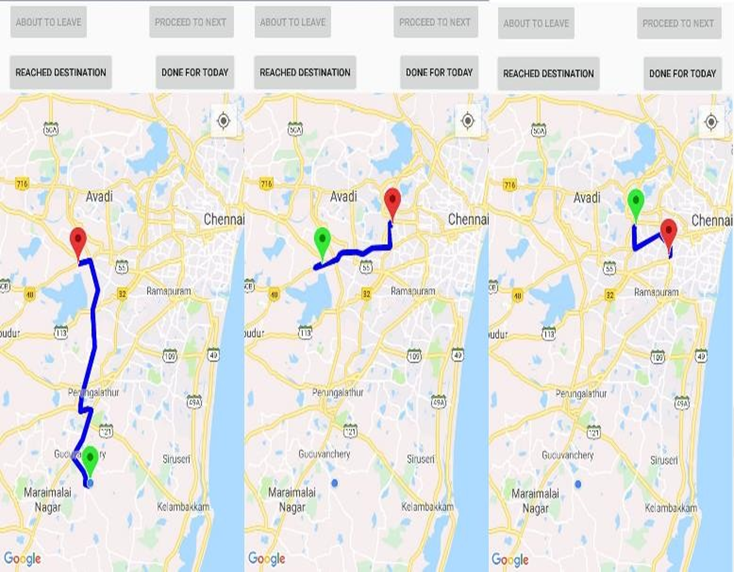 ABOUT TO LEAVE PROCEED TO NEXT
REACHED DESTINATION DONE FOR TODAY
50A
716
Avadi
Chennai
55
48
32
Ramapuram
113
109
49
Perungalathur
49A
121
Guduvanchery
Siruseri
Maraimalai
Nagar
Kelambakkam
Google
ABOUT TO LEAVE PROCEED TO NEXT
REACHED DESTINATION DONE FOR TODAY
50A
716
Avadi
Chennai
55
48
32
Ramapuram
oudur
113
109
49
Perungalathur
49A
121
Guduvanchery
Siruseri
Maraimalai
Nagar
Kelambakkam
Google
ABOUT TO LEAVE PROCEED TO NEXT
REACHED DESTINATION DONE FOR TODAY
50A
716
Avadi
Chennai
55
48
32
Ramapuram
113
109
49
Perungalathur
49A
121
Guduvanchery
Siruseri
Maraimalai
Nagar
Kelambakkam
Google